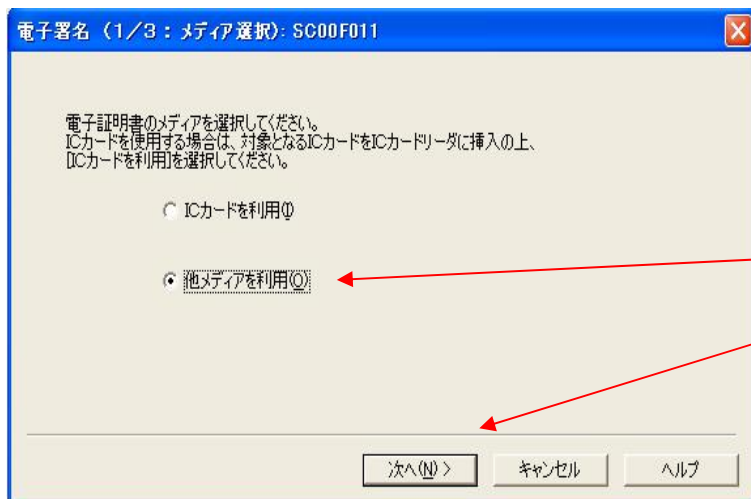 電子署名（1/3：メディア選択）: SC00F011
電子証明書のメディアを選択してください。
ICカードを使用する場合は、対象となるICカードをICカードリーダに挿入の上、
[ICカードを利用]を選択してください。
ICカードを利用(I)
他メディアを利用(O)
次へ(N) >
キャンセル
ヘルプ